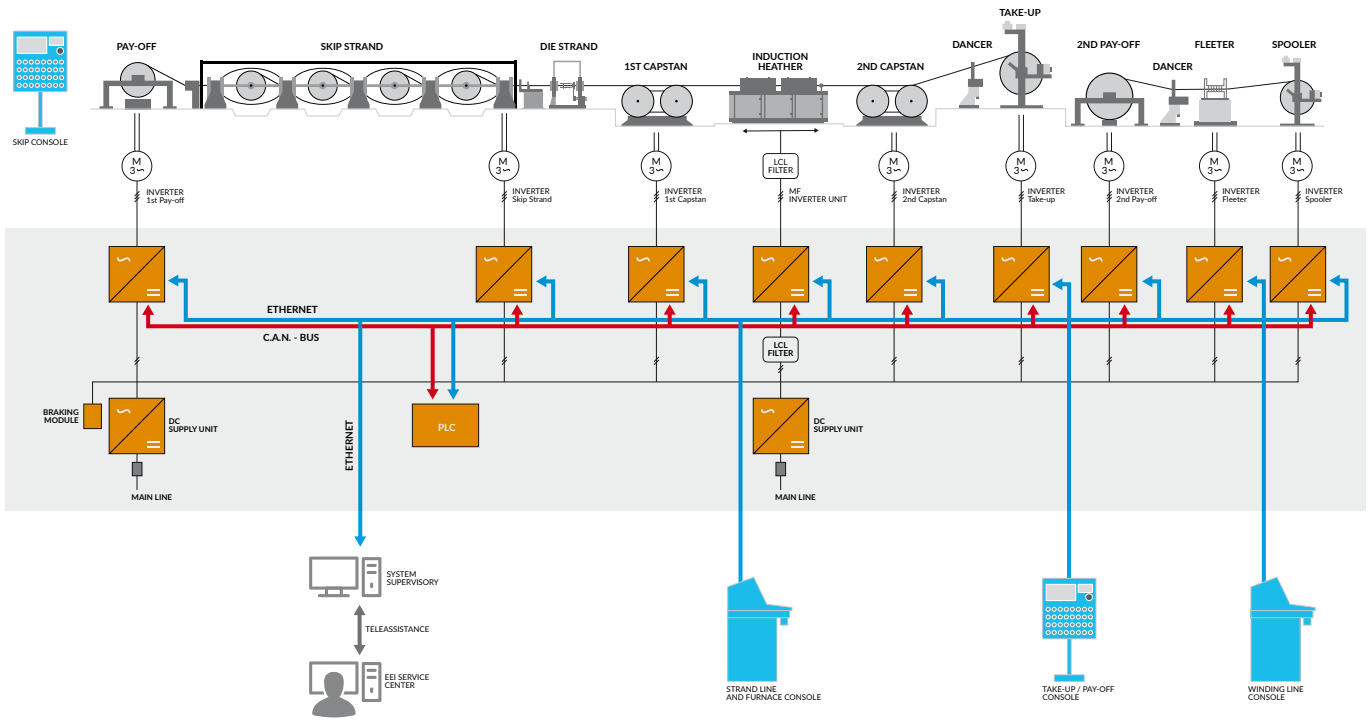 TAKE-UP
PAY-OFF
SKIP STRAND
DIE STRAND
1ST CAPSTAN
INDUCTION
HEATHER
2ND CAPSTAN
DANCER
2ND PAY-OFF
DANCER
FLEETER
SPOOLER
SKIP CONSOLE
M
3~
M
3~
M
3~
LCL
FILTER
M
3~
M
3~
M
3~
M
3~
M
3~
INVERTER
1st Pay-off
INVERTER
Skip Strand
INVERTER
1st Capstan
MF
INVERTER UNIT
INVERTER
2nd Capstan
INVERTER
Take-up
INVERTER
2nd Pay-off
INVERTER
Fleeter
INVERTER
Spooler
ETHERNET
C.A.N. - BUS
LCL
FILTER
BRAKING
MODULE
DC
SUPPLY UNIT
ETHERNET
PLC
DC
SUPPLY UNIT
MAIN LINE
MAIN LINE
SYSTEM
SUPERVISORY
TELEASSISTANCE
EEI SERVICE
CENTER
STRAND LINE
AND FURNACE CONSOLE
TAKE-UP / PAY-OFF
CONSOLE
WINDING LINE
CONSOLE